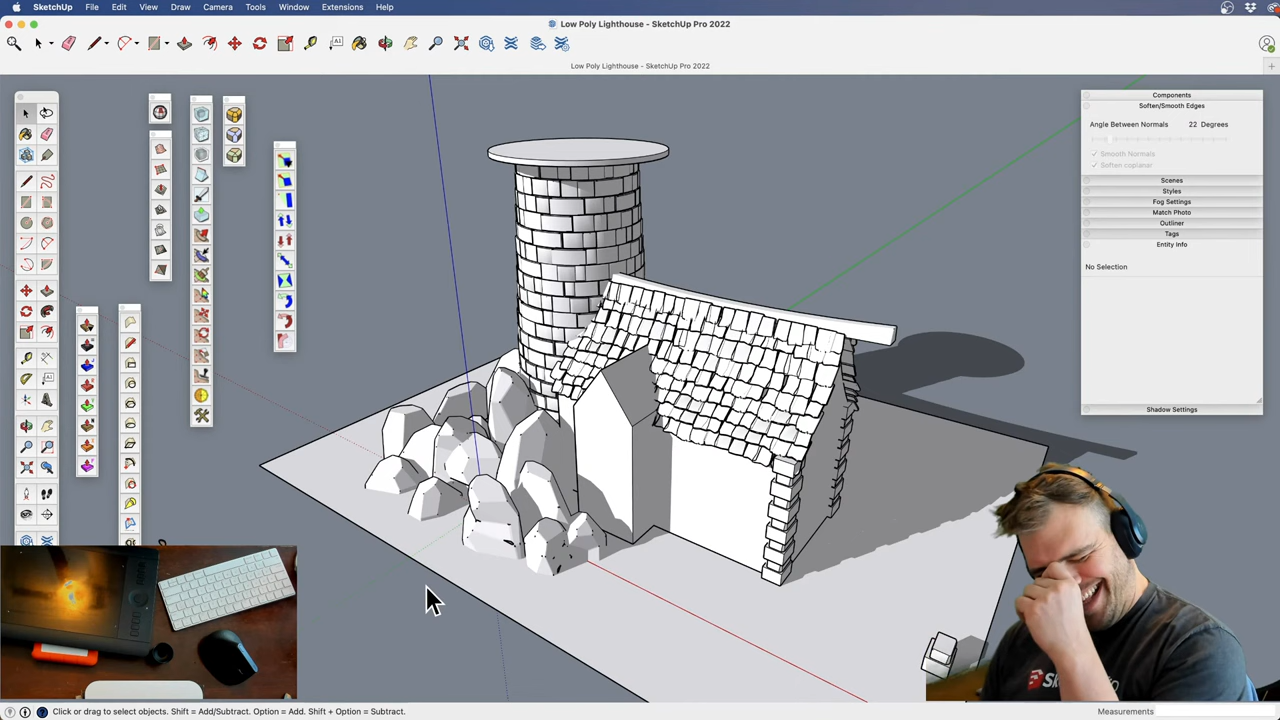 SketchUp File Edit View Draw Camera Tools Window Extensions Help
Low Poly Lighthouse - SketchUp Pro 2022
Low Poly Lighthouse - SketchUp Pro 2022
Components
Soften/Smooth Edges
Angle Between Normals 22 Degrees
Smooth Normals
Soften coplanar
Scenes
Styles
Fog Settings
Match Photo
Outliner
Tags
Entity Info
No Selection
Shadow Settings
Click or drag to select objects. Shift = Add/Subtract. Option = Add. Shift + Option = Subtract.
Measurements